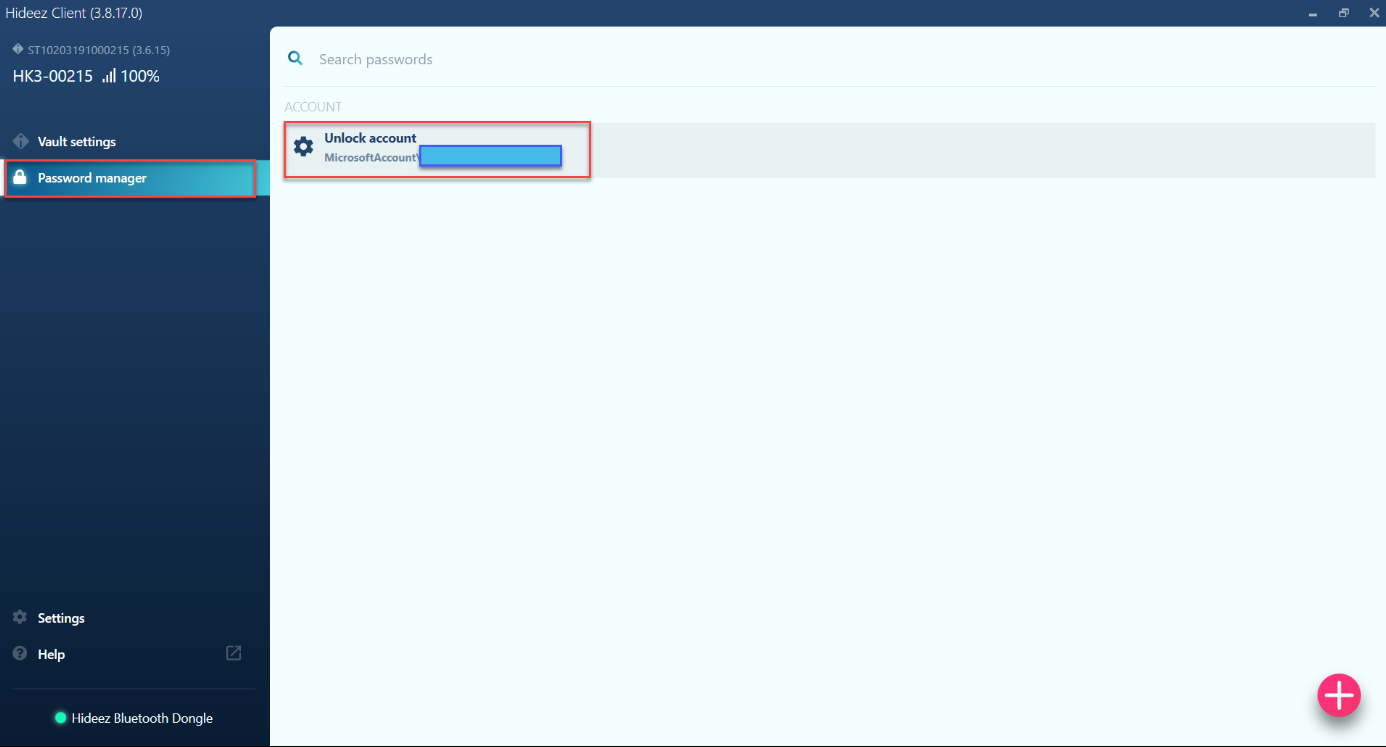 Hideez Client (3.8.17.0)
ST10203191000215 (3.6.15)
HK3-00215 100%
Vault settings
Password manager
Settings
Help
Hideez Bluetooth Dongle
Search passwords
ACCOUNT
Unlock account
MicrosoftAccount\